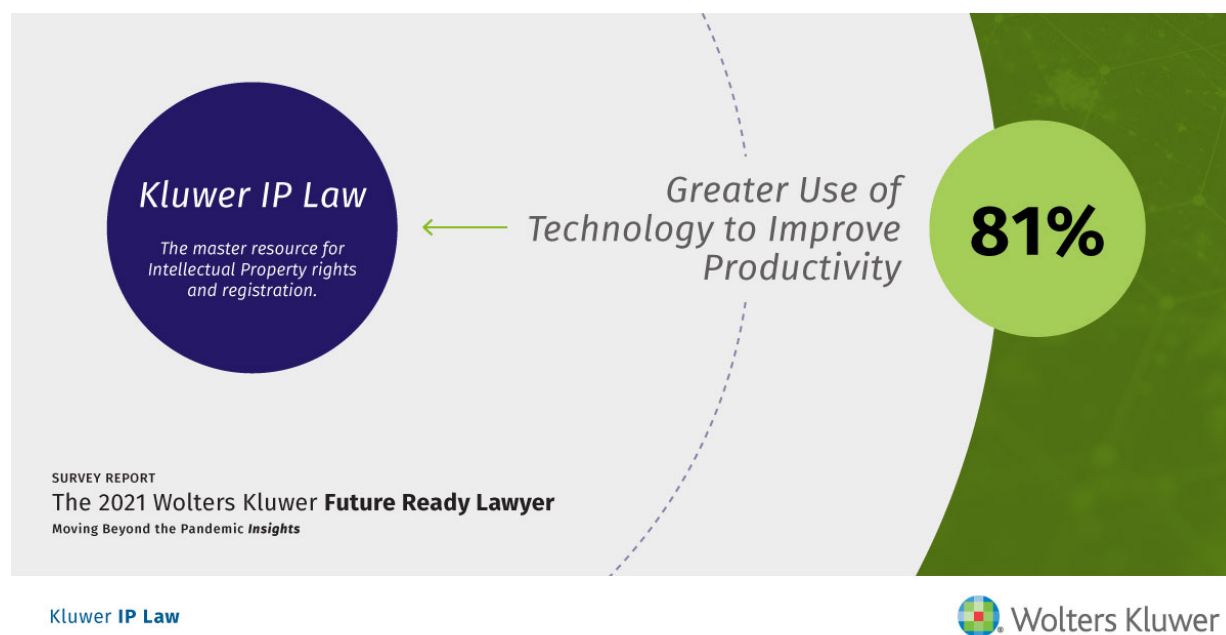 Kluwer IP Law
The master resource for
Intellectual Property rights
and registration.
Greater Use of
Technology to Improve
Productivity
81%
SURVEY REPORT
The 2021 Wolters Kluwer Future Ready Lawyer
Moving Beyond the Pandemic Insights
Kluwer IP Law
Wolters Kluwer